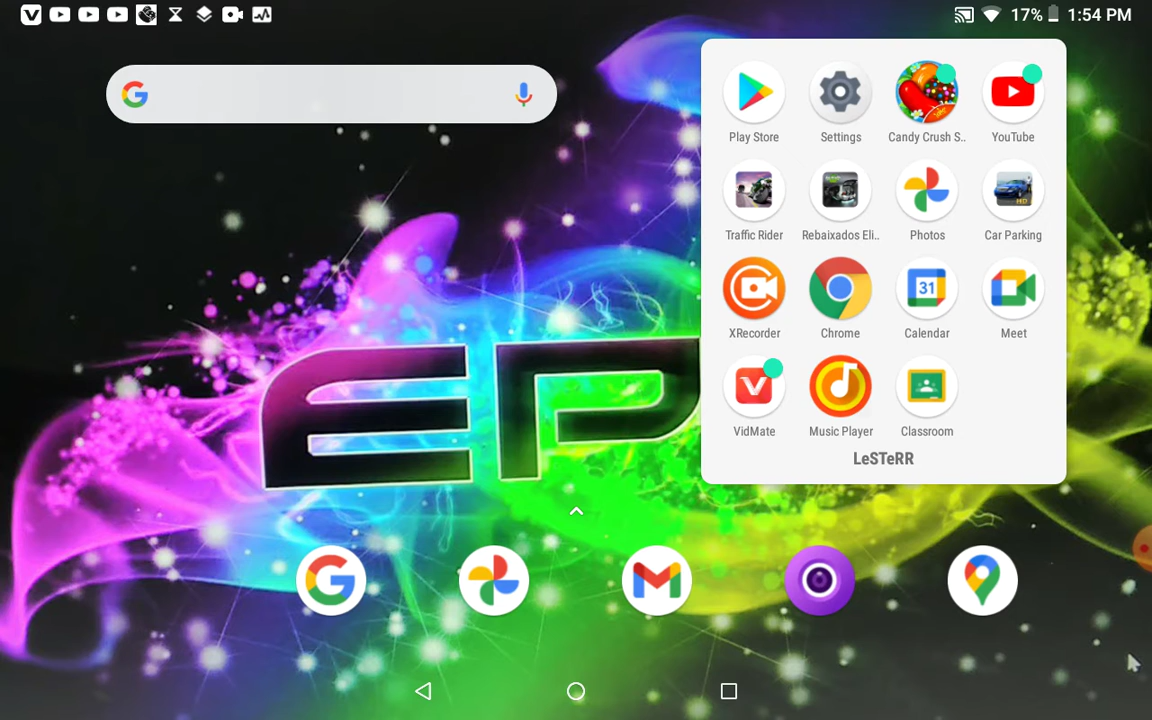 17% 1:54 PM
Play Store Settings Candy Crush S.. YouTube
Traffic Rider Rebaixados Eli.. Photos Car Parking
31
XRecorder Chrome Calendar Meet
VidMate Music Player Classroom
LeSTeRR
EP